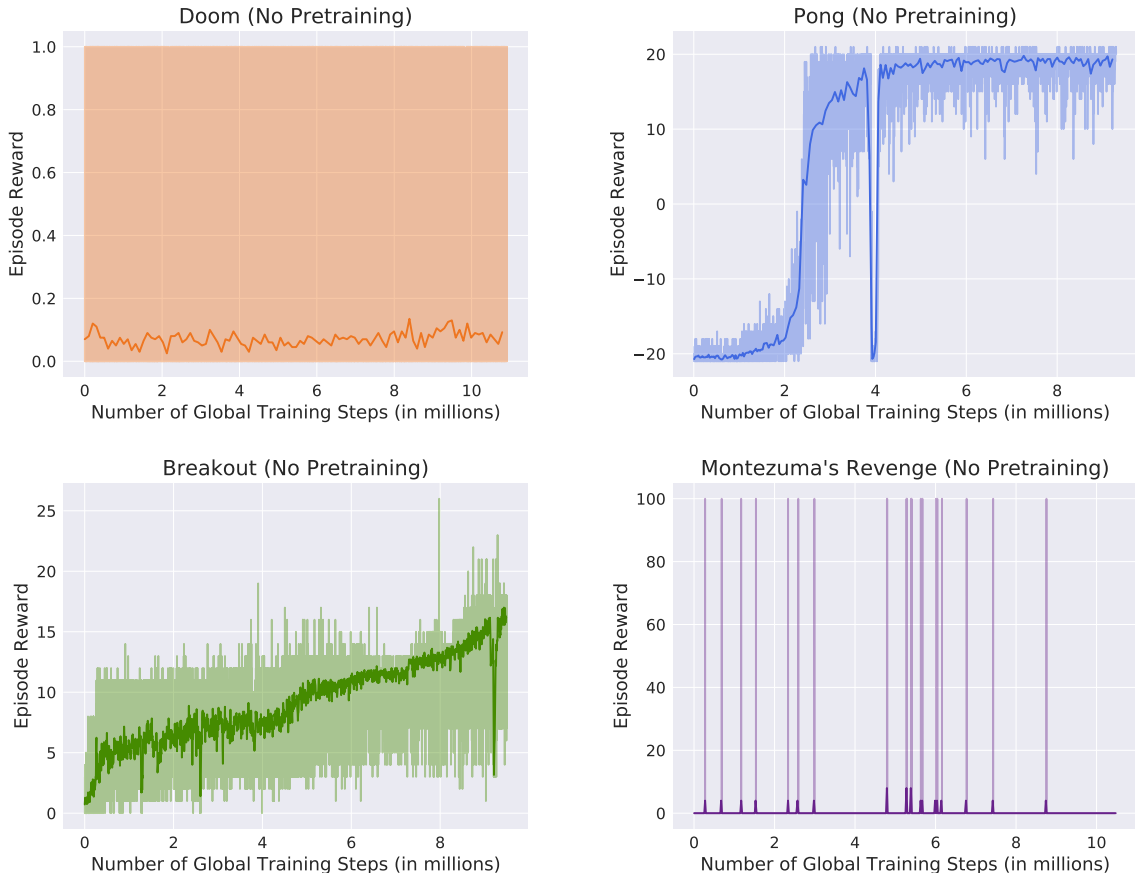 Doom (No Pretraining)
1.0
0.8
0.6
0.4
0.2
0.0
Episode Reward
0 2 4 6 8 10
Number of Global Training Steps (in millions)
Pong (No Pretraining)
20
10
0
−10
−20
Episode Reward
0 2 4 6 8
Number of Global Training Steps (in millions)
Breakout (No Pretraining)
25
20
15
10
5
0
Episode Reward
0 2 4 6 8
Number of Global Training Steps (in millions)
Montezuma's Revenge (No Pretraining)
100
80
60
40
20
0
Episode Reward
0 2 4 6 8 10
Number of Global Training Steps (in millions)